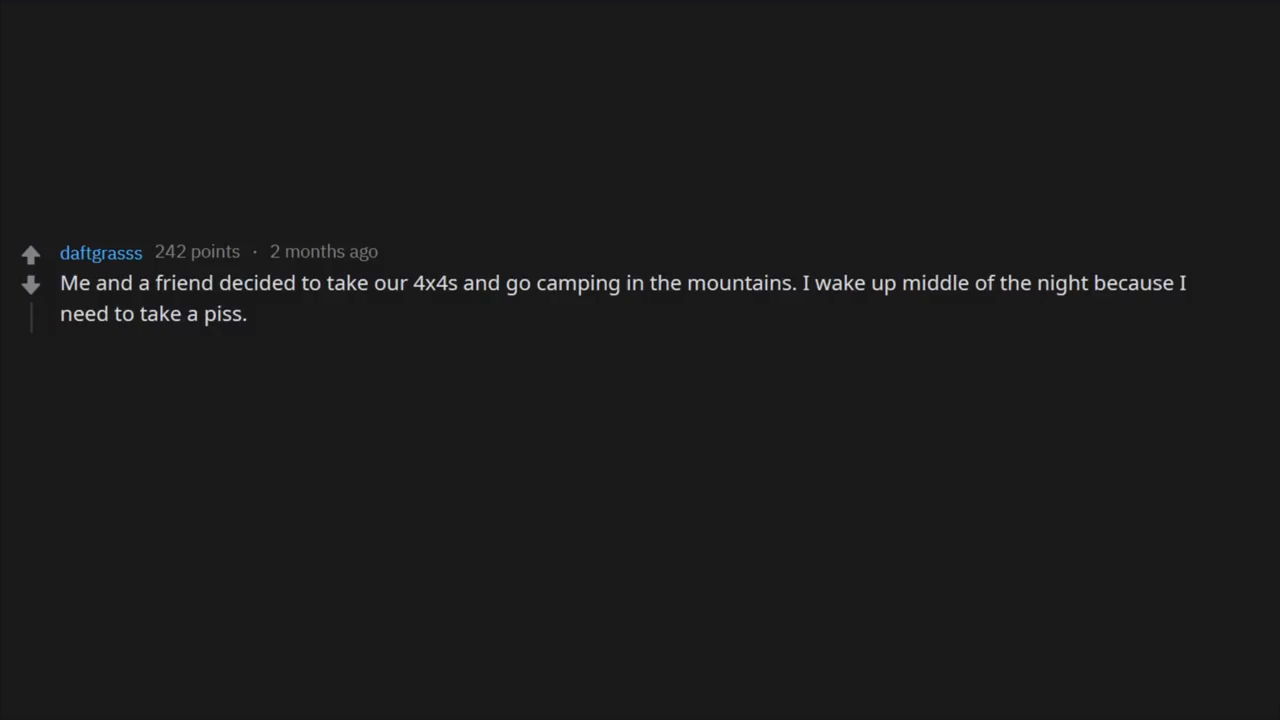 daftgrasss 242 points · 2 months ago
Me and a friend decided to take our 4x4s and go camping in the mountains. I wake up middle of the night because I
need to take a piss.